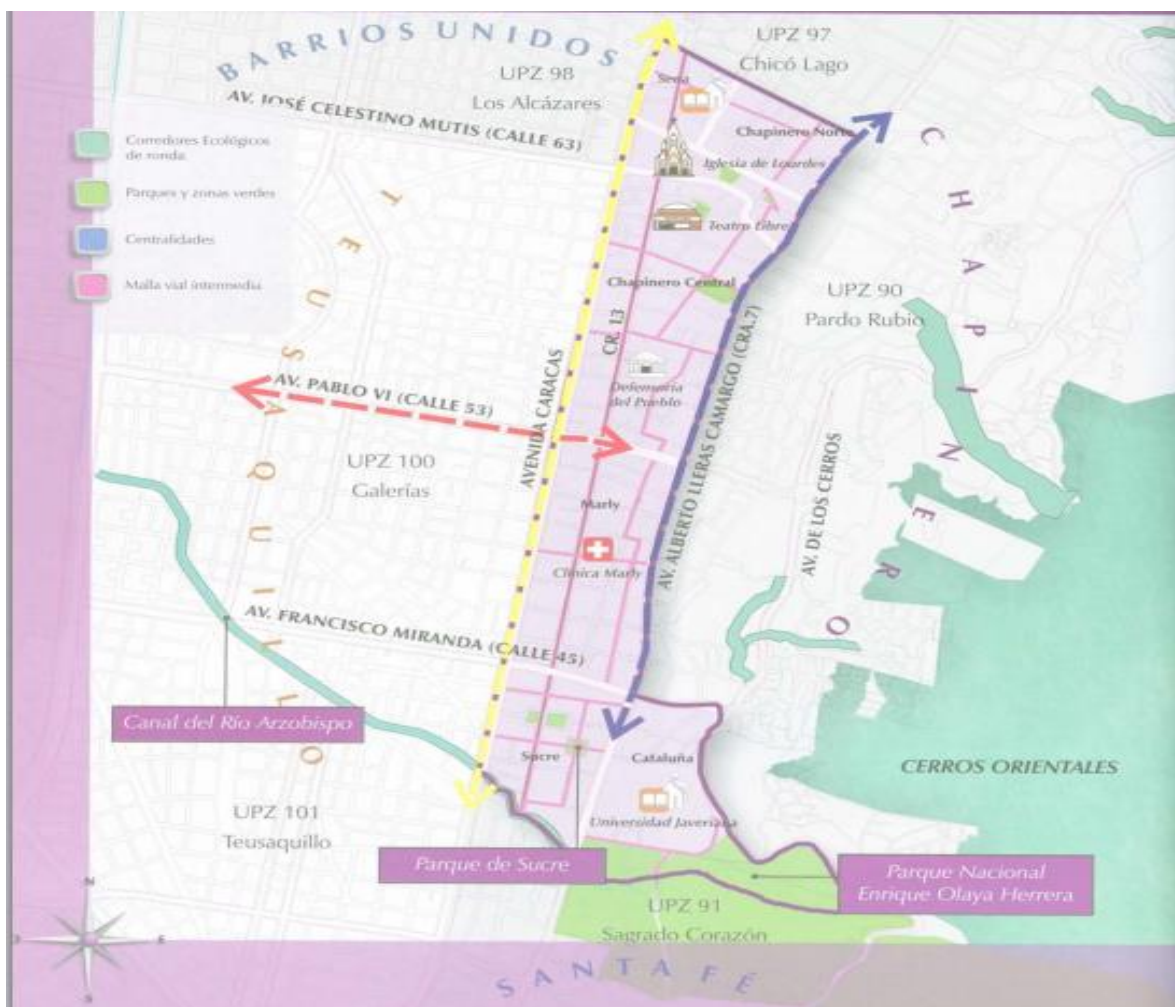 BARRIOS UNIDOS
UPZ 97
Chicó Lago
UPZ 98
Los Alcázares
AV. JOSÉ CELESTINO MUTIS (CALLE 63)
Corredores Ecológicos
de ronda
Parques y zonas verdes
Centralidades
Malla vial intermedia
Sena
Chapinero Norte
Iglesia de Lourdes
Teatro Libre
Chapinero Central
CHAPINERO
TEUSAQUILLO
UPZ 90
Pardo Rubio
CR. 13
AVENIDA CARACAS
AV. ALBERTO LLERAS CAMARGO (CRA.7)
AV. DE LOS CERROS
Defensoría
del Pueblo
AV. PABLO VI (CALLE 53)
UPZ 100
Galerías
Marly
Clínica Marly
AV. FRANCISCO MIRANDA (CALLE 45)
Canal del Río Arzobispo
Sucre
Cataluña
CERROS ORIENTALES
Universidad Javeriana
UPZ 101
Teusaquillo
Parque de Sucre
Parque Nacional
Enrique Olaya Herrera
UPZ 91
Sagrado Corazón
SANTA FÉ
N
O
E
S